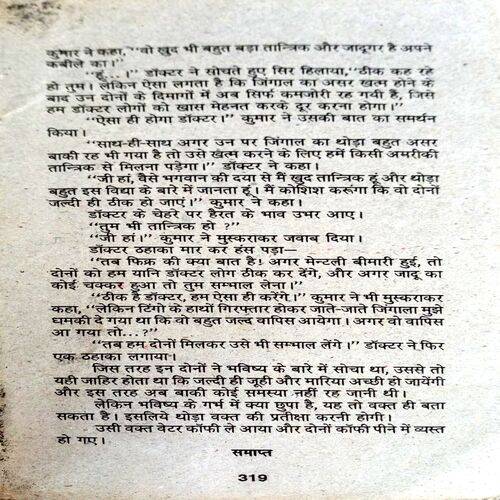 कुमार ने कहा, ‘‘वो खुद भी बहुत बड़ा तान्त्रिक और जादूगर है अपने
कबीले का।’’
‘‘हूं...।’’ डॉक्टर ने सोचते हुए सिर हिलाया, ‘‘ठीक कह रहे
हो तुम। लेकिन ऐसा लगता है कि जिंगाल का असर खत्म होने के
बाद उन दोनों के दिमागों में अब सिर्फ कमजोरी रह गयी है, जिसे
हम डॉक्टर लोगों को खास मेहनत करके दूर करना होगा।’’
‘‘ऐसा ही होगा डॉक्टर।’’ कुमार ने उसकी बात का समर्थन
किया।
‘‘साथ-ही-साथ अगर उन पर जिंगाल का थोड़ा बहुत असर
बाकी रह भी गया है तो उसे खत्म करने के लिए हमें किसी अमरीकी
तान्त्रिक से मिलना पड़ेगा।’’ डॉक्टर ने कहा।
‘‘जी हां, वैसे भगवान की दया से मैं खुद तान्त्रिक हूं और थोड़ा
बहुत इस विद्या के बारे में जानता हूं। मैं कोशिश करूंगा कि वो दोनों
जल्दी ही ठीक हो जाएं।’’ कुमार ने कहा।
डॉक्टर के चेहरे पर हैरत के भाव उभर आए।
‘‘तुम भी तान्त्रिक हो ?’’
‘‘जी हां।’’ कुमार ने मुस्कराकर जवाब दिया।
डॉक्टर ठहाका मार कर हंस पड़ा—
‘‘तब फिक्र की क्या बात है! अगर मेन्टली बीमारी हुई, तो
दोनों को हम यानि डॉक्टर लोग ठीक कर देंगे, और अगर जादू का
कोई चक्कर हुआ तो तुम सम्भाल लेना।’’
‘‘ठीक है डॉक्टर, हम ऐसा ही करेंगे।’’ कुमार ने भी मुस्कराकर
कहा, ‘‘लेकिन टिंगो के हाथों गिरफ्तार होकर जाते-जाते जिंगाला मुझे
धमकी दे गया था कि वो बहुत जल्द वापिस आयेगा। अगर वो वापिस
आ गया तो...?’’
‘‘तब हम दोनों मिलकर उसे भी सम्भाल लेंगे।’’ डॉक्टर ने फिर
एक ठहाका लगाया।
जिस तरह इन दोनों ने भविष्य के बारे में सोचा था, उससे तो
यही जाहिर होता था कि जल्दी ही जूही और मारिया अच्छी हो जायेंगी
और इस तरह अब बाकी कोई समस्या नहीं रह जानी थी।
लेकिन भविष्य के गर्भ में क्या छुपा है, यह तो वक्त ही बता
सकता है। इसलिये थोड़ा वक्त की प्रतीक्षा करनी होगी।
उसी वक्त वेटर कॉफी ले आया और दोनों कॉफी पीने में व्यस्त
हो गए।
समाप्त
319